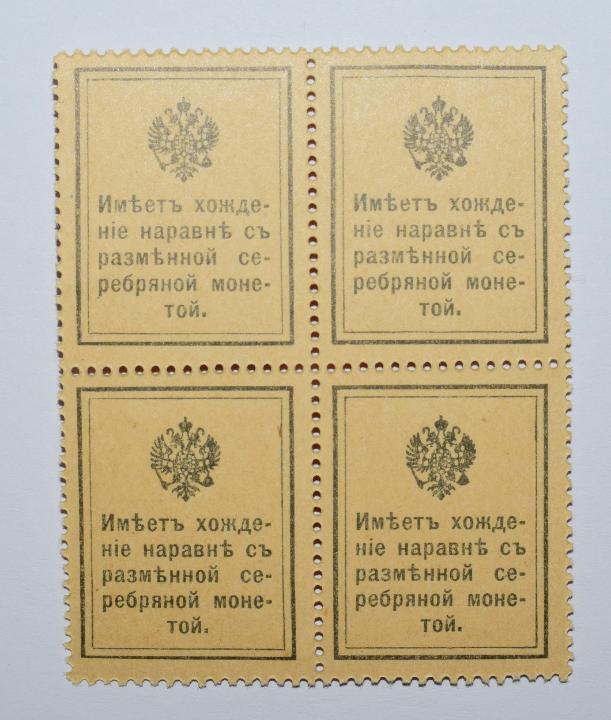 Имѣетъ хожде-
ніе наравнѣ съ
размѣнной се-
ребряной моне-
той.
Имѣетъ хожде-
ніе наравнѣ съ
размѣнной се-
ребряной моне-
той.
Имѣетъ хожде-
ніе наравнѣ съ
размѣнной се-
ребряной моне-
той.
Имѣетъ хожде-
ніе наравнѣ съ
размѣнной се-
ребряной моне-
той.